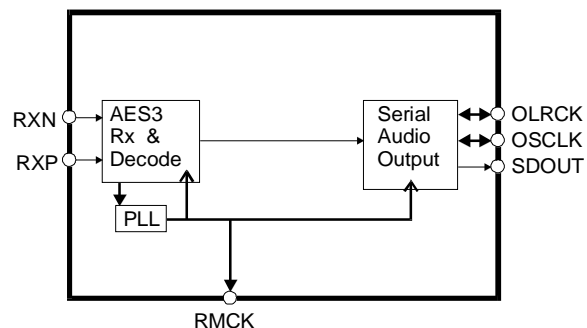 RXN
RXP
AES3
Rx &
Decode
PLL
Serial
Audio
Output
OLRCK
OSCLK
SDOUT
RMCK